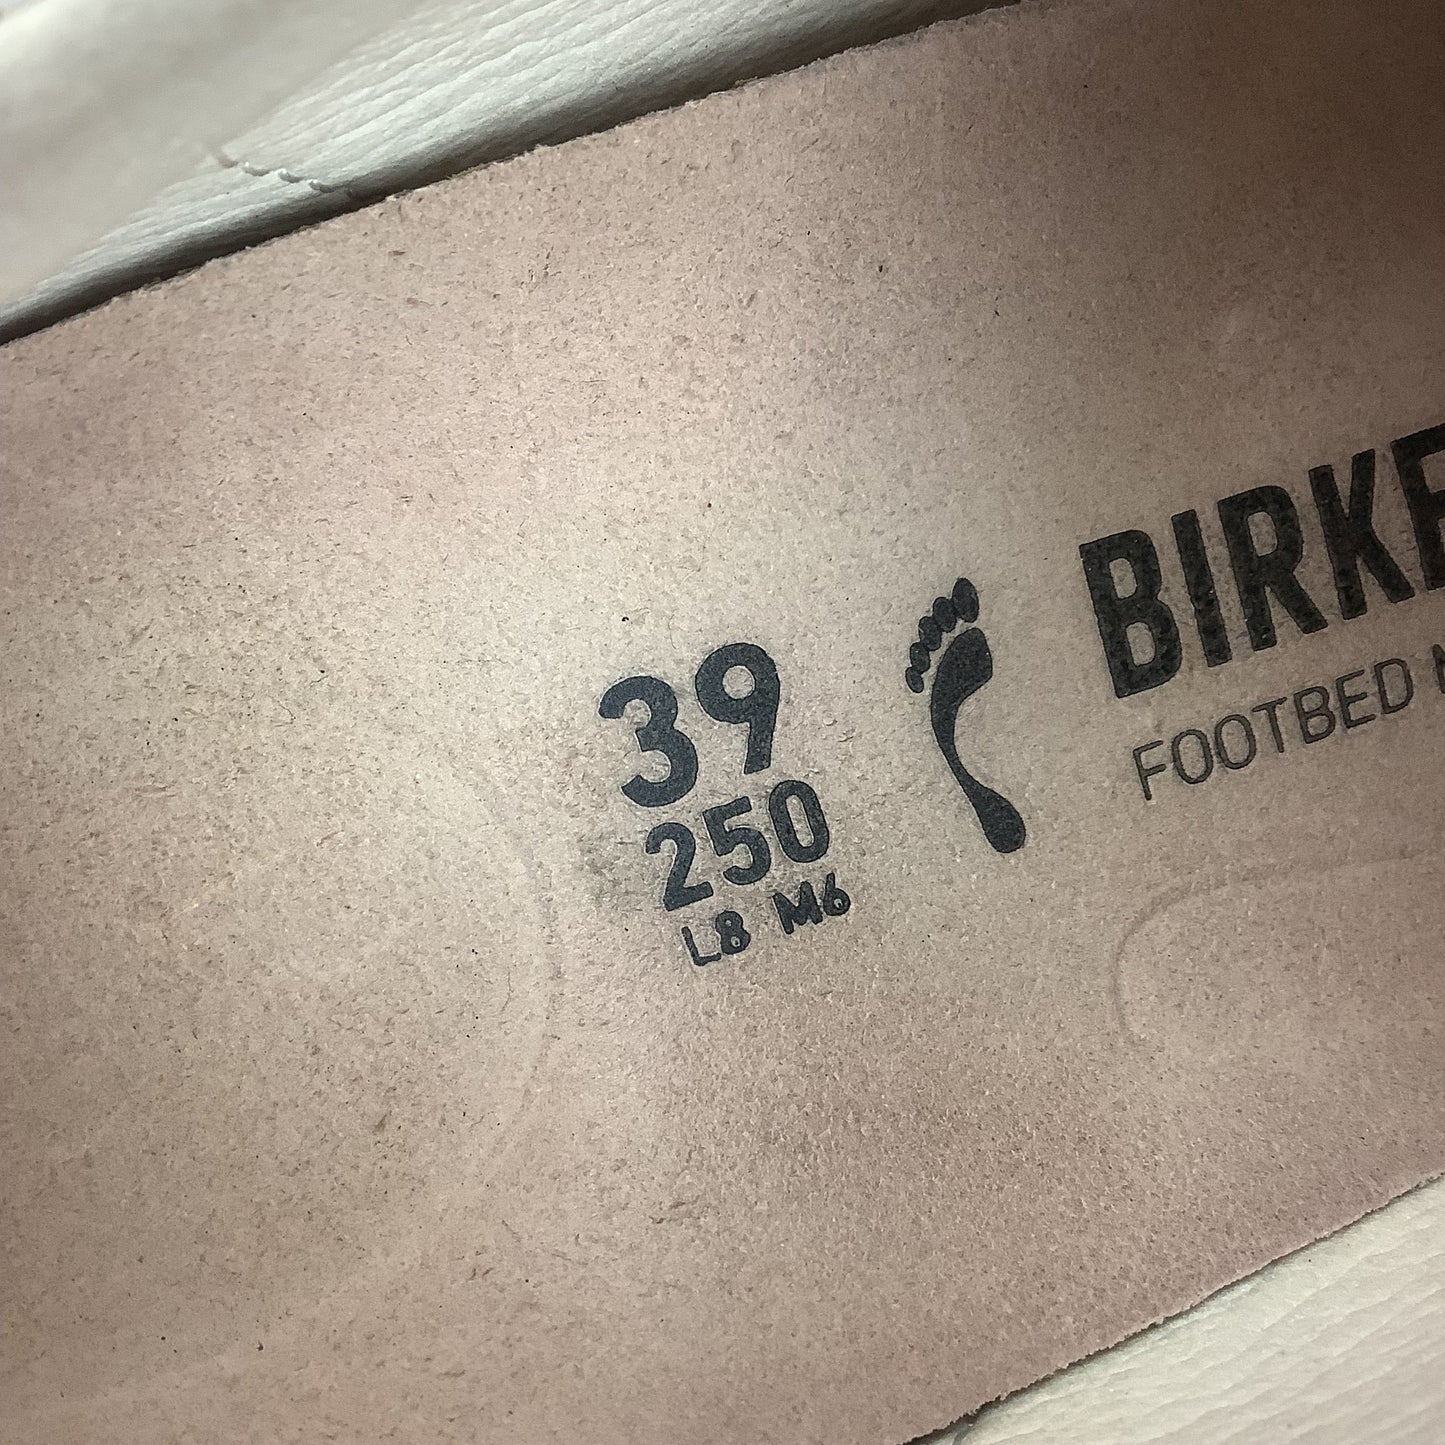 39
250
L8 M6
BIRKE
FOOTBED